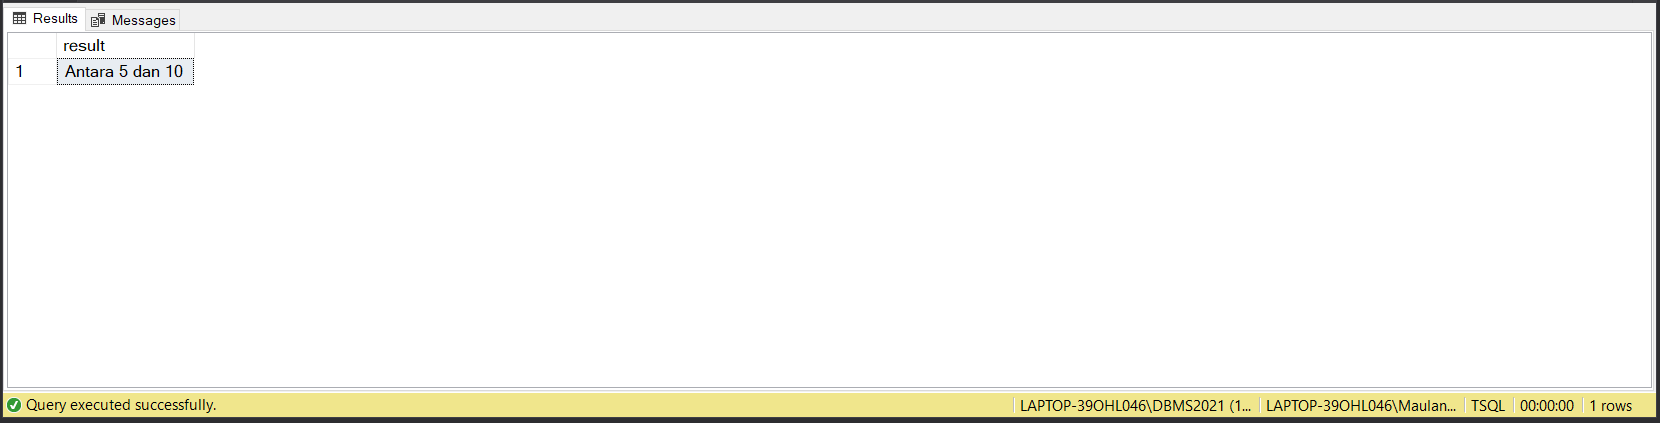 Results Messages
result
1 Antara 5 dan 10
Query executed successfully. LAPTOP-39OHL046\DBMS2021 (1... LAPTOP-39OHL046\Maulan... TSQL 00:00:00 1 rows